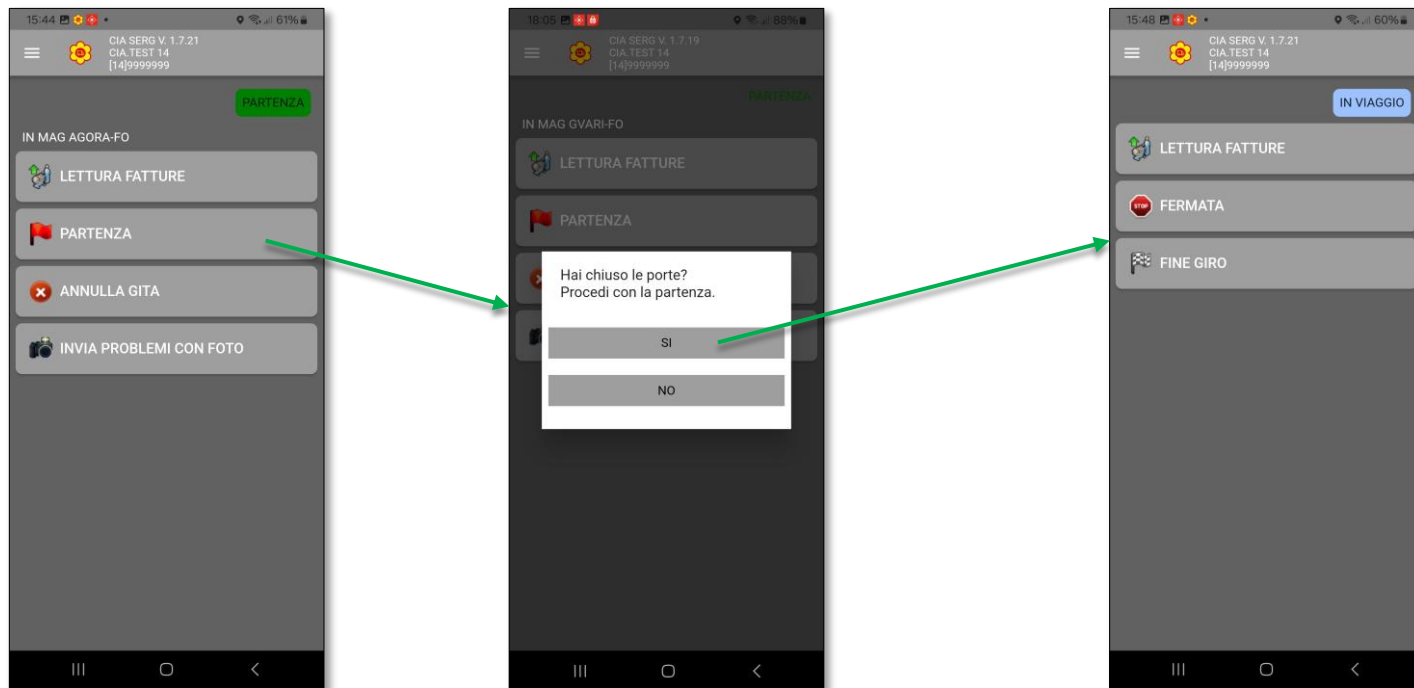 15:44
61%
CIA SERG V. 1.7.21
CIA.TEST 14
[14]9999999
PARTENZA
IN MAG AGORA-FO
LETTURA FATTURE
PARTENZA
ANNULLA GITA
INVIA PROBLEMI CON FOTO
18:05
88%
CIA SERG V. 1.7.19
CIA.TEST 14
[14]9999999
PARTENZA
IN MAG GVARI-FO
LETTURA FATTURE
PARTENZA
Hai chiuso le porte?
Procedi con la partenza.
SI
NO
15:48
60%
CIA SERG V. 1.7.21
CIA.TEST 14
[14]9999999
IN VIAGGIO
LETTURA FATTURE
STOP
FERMATA
FINE GIRO